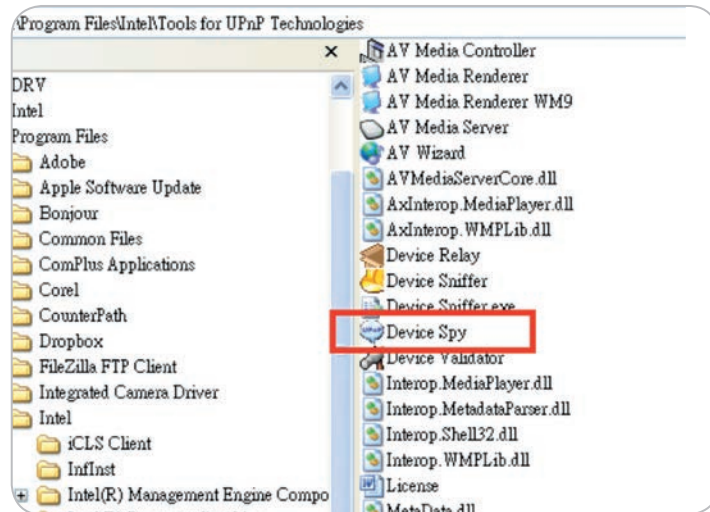 \Program Files\Intel\Tools for UPnP Technologies
DRV
Intel
Program Files
Adobe
Apple Software Update
Bonjour
Common Files
ComPlus Applications
Corel
CounterPath
Dropbox
FileZilla FTP Client
Integrated Camera Driver
Intel
iCLS Client
InfInst
Intel(R) Management Engine Compo
AV Media Controller
AV Media Renderer
AV Media Renderer WM9
AV Media Server
AV Wizard
AVMediaServerCore.dll
AxInterop.MediaPlayer.dll
AxInterop.WMPLib.dll
Device Relay
Device Sniffer
Device Sniffer.exe
Device Spy
Device Validator
Interop.MediaPlayer.dll
Interop.MetadataParser.dll
Interop.Shell32.dll
Interop.WMPLib.dll
License
MetaData.dll